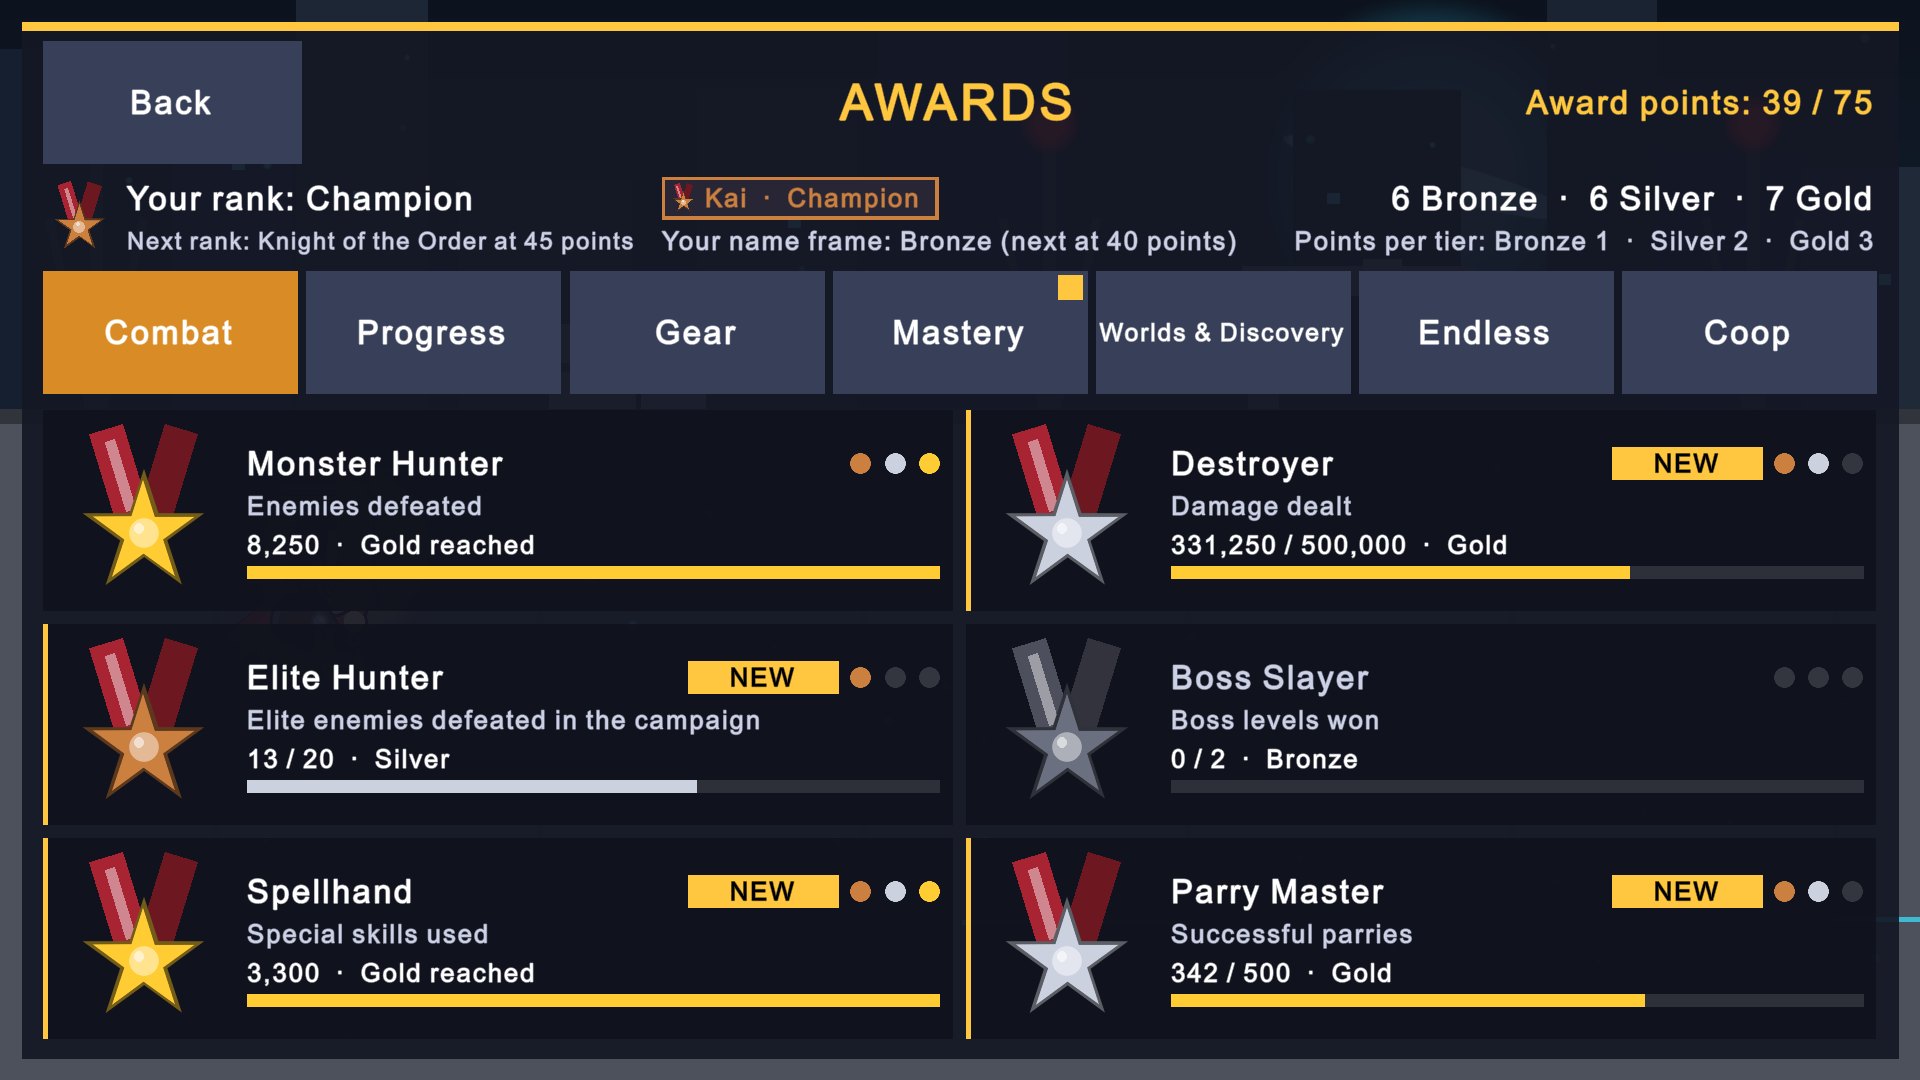 Back
AWARDS
Award points: 39 / 75
Your rank: Champion
Next rank: Knight of the Order at 45 points
Kai · Champion
Your name frame: Bronze (next at 40 points)
6 Bronze · 6 Silver · 7 Gold
Points per tier: Bronze 1 · Silver 2 · Gold 3
Combat
Progress
Gear
Mastery
Worlds & Discovery
Endless
Coop
Monster Hunter
Enemies defeated
8,250 · Gold reached
Destroyer
NEW
Damage dealt
331,250 / 500,000 · Gold
Elite Hunter
NEW
Elite enemies defeated in the campaign
13 / 20 · Silver
Boss Slayer
Boss levels won
0 / 2 · Bronze
Spellhand
NEW
Special skills used
3,300 · Gold reached
Parry Master
NEW
Successful parries
342 / 500 · Gold